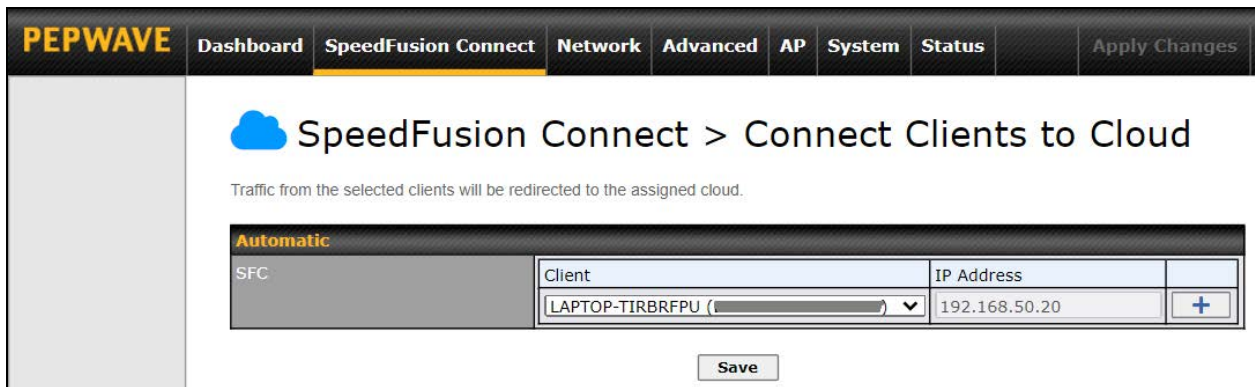 PEPWAVE Dashboard SpeedFusion Connect Network Advanced AP System Status Apply Changes
SpeedFusion Connect > Connect Clients to Cloud
Traffic from the selected clients will be redirected to the assigned cloud.
Automatic
SFC Client IP Address
LAPTOP-TIRBRFPU ( ) 192.168.50.20 +
Save